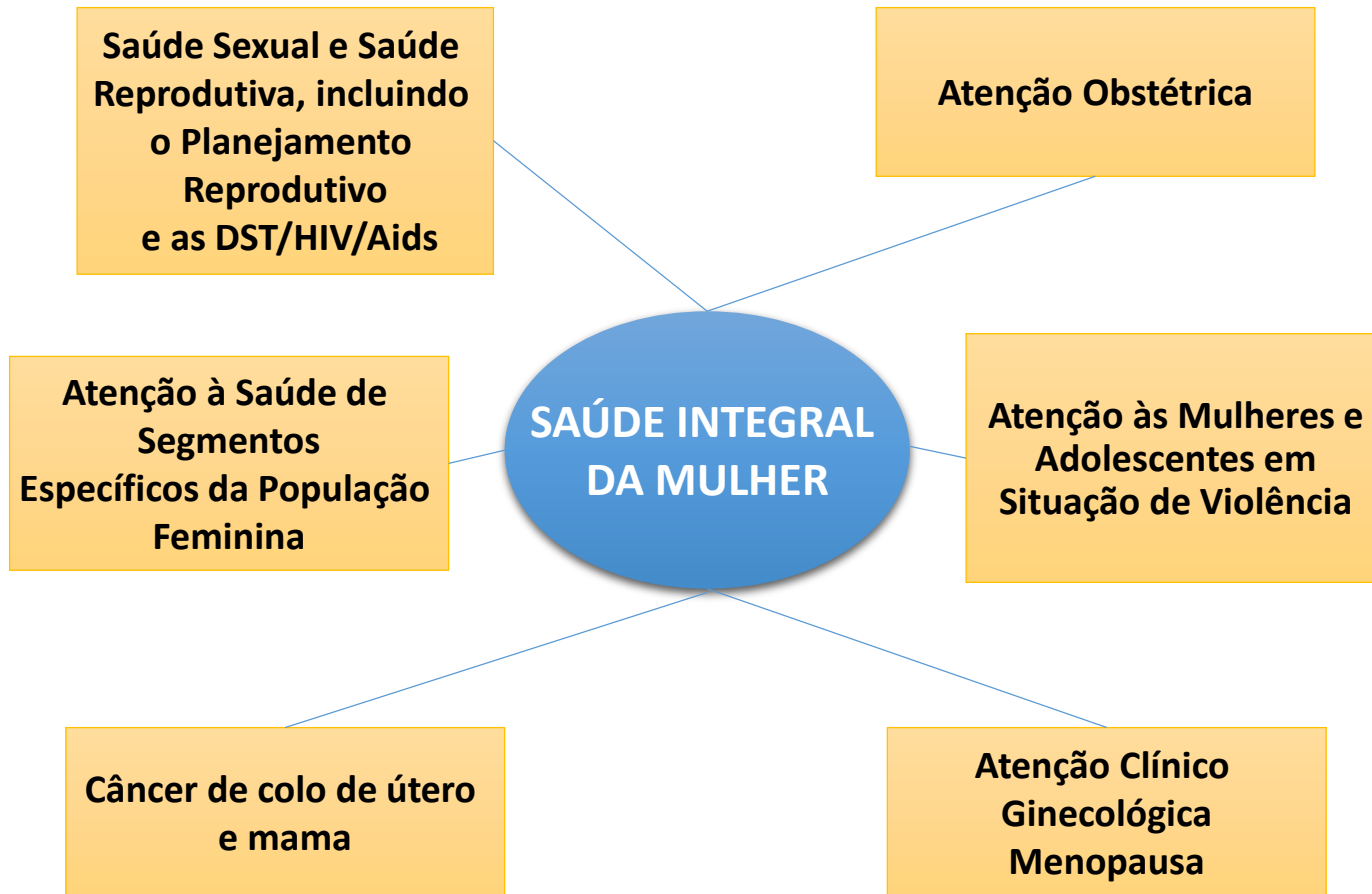 Saúde Sexual e Saúde
Reprodutiva, incluindo
o Planejamento
Reprodutivo
e as DST/HIV/Aids
Atenção Obstétrica
Atenção à Saúde de
Segmentos
Específicos da População
Feminina
SAÚDE INTEGRAL
DA MULHER
Atenção às Mulheres e
Adolescentes em
Situação de Violência
Câncer de colo de útero
e mama
Atenção Clínico
Ginecológica
Menopausa